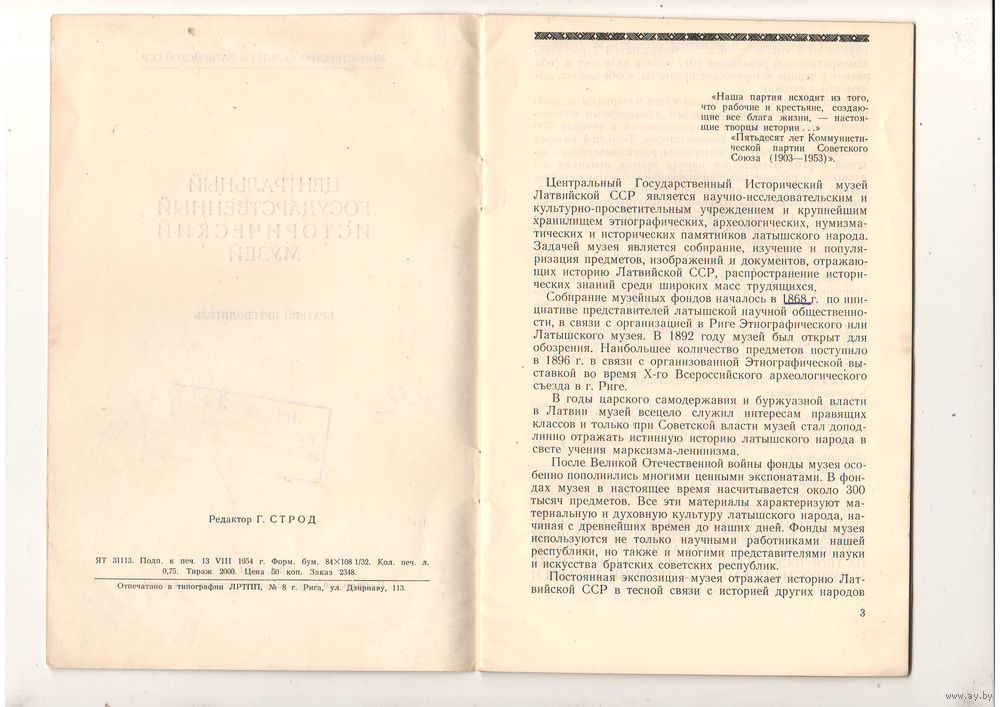 Редактор Г. СТРОД
ЯТ 31113. Подп. к печ. 13 VIII 1954 г. Форм. бум. 84×108 1/32. Кол. печ. л.
0,75. Тираж 2000. Цена 50 коп. Заказ 2348.
Отпечатано в типографии ЛРТПП, № 8 г. Рига, ул. Дзирнаву, 113.
«Наша партия исходит из того,
что рабочие и крестьяне, создаю-
щие все блага жизни, — настоя-
щие творцы истории . . .»
«Пятьдесят лет Коммунисти-
ческой партии Советского
Союза (1903—1953)».
Центральный Государственный Исторический музей
Латвийской ССР является научно-исследовательским и
культурно-просветительным учреждением и крупнейшим
хранилищем этнографических, археологических, нумизма-
тических и исторических памятников латышского народа.
Задачей музея является собирание, изучение и популя-
ризация предметов, изображений и документов, отражаю-
щих историю Латвийской ССР, распространение истори-
ческих знаний среди широких масс трудящихся.
Собирание музейных фондов началось в 1868 г. по ини-
циативе представителей латышской научной общественно-
сти, в связи с организацией в Риге Этнографического или
Латышского музея. В 1892 году музей был открыт для
обозрения. Наибольшее количество предметов поступило
в 1896 г. в связи с организованной Этнографической вы-
ставкой во время X-го Всероссийского археологического
съезда в г. Риге.
В годы царского самодержавия и буржуазной власти
в Латвии музей всецело служил интересам правящих
классов и только при Советской власти музей стал допод-
линно отражать истинную историю латышского народа в
свете учения марксизма-ленинизма.
После Великой Отечественной войны фонды музея осо-
бенно пополнились многими ценными экспонатами. В фон-
дах музея в настоящее время насчитывается около 300
тысяч предметов. Все эти материалы характеризуют ма-
териальную и духовную культуру латышского народа, на-
чиная с древнейших времен до наших дней. Фонды музея
используются не только научными работниками нашей
республики, но также и многими представителями науки
и искусства братских советских республик.
Постоянная экспозиция музея отражает историю Лат-
вийской ССР в тесной связи с историей других народов
3
www.ay.by